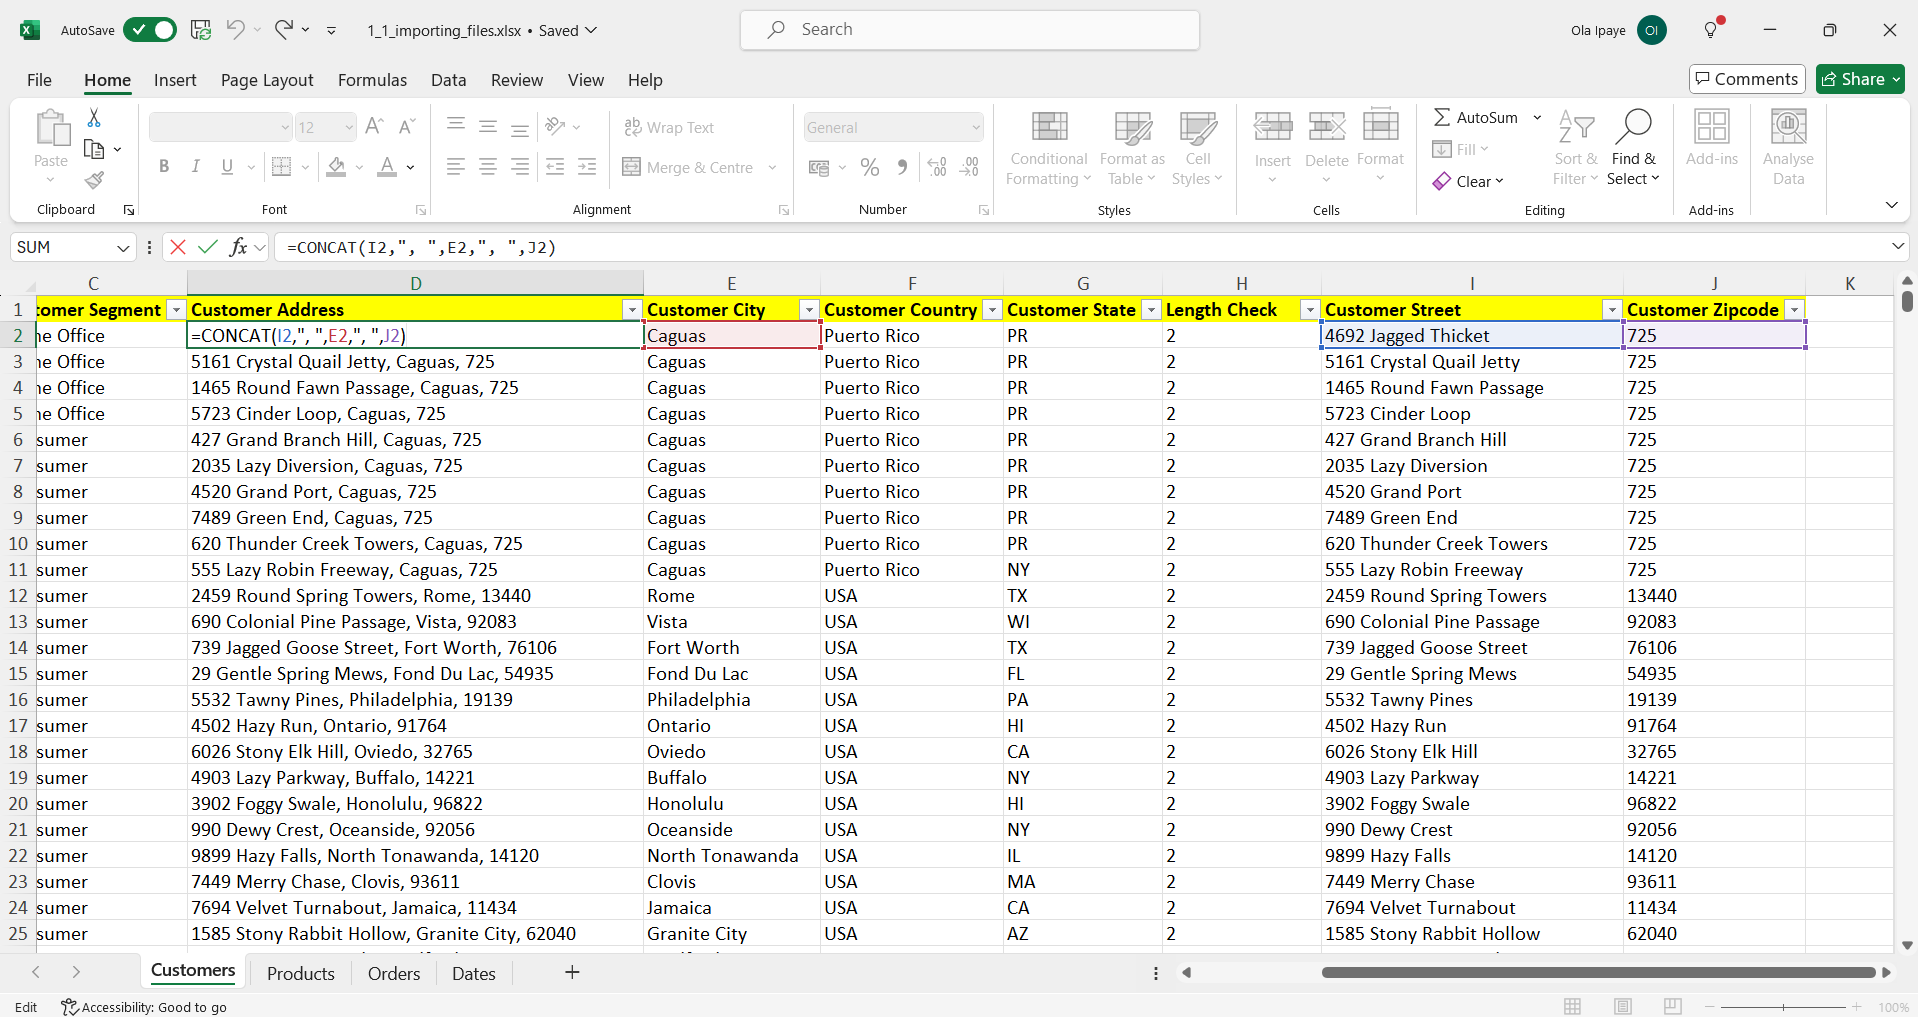 AutoSave 1_1_importing_files.xlsx • Saved Search Ola Ipaye OI
File Home Insert Page Layout Formulas Data Review View Help Comments Share
Paste
12
Wrap Text
General
AutoSum
Conditional Format as Cell Insert Delete Format Fill Sort & Find & Add-ins Analyse
B I U A Merge & Centre % Formatting Table Styles Clear Filter Select Data
Clipboard Font Alignment Number Styles Cells Editing Add-ins
SUM fx =CONCAT(I2,", ",E2,", ",J2)
C D E F G H I J K
1 tomer Segment Customer Address Customer City Customer Country Customer State Length Check Customer Street Customer Zipcode
2 ne Office =CONCAT(I2,", ",E2,", ",J2) Caguas Puerto Rico PR 2 4692 Jagged Thicket 725
3 ne Office 5161 Crystal Quail Jetty, Caguas, 725 Caguas Puerto Rico PR 2 5161 Crystal Quail Jetty 725
4 ne Office 1465 Round Fawn Passage, Caguas, 725 Caguas Puerto Rico PR 2 1465 Round Fawn Passage 725
5 ne Office 5723 Cinder Loop, Caguas, 725 Caguas Puerto Rico PR 2 5723 Cinder Loop 725
6 sumer 427 Grand Branch Hill, Caguas, 725 Caguas Puerto Rico PR 2 427 Grand Branch Hill 725
7 sumer 2035 Lazy Diversion, Caguas, 725 Caguas Puerto Rico PR 2 2035 Lazy Diversion 725
8 sumer 4520 Grand Port, Caguas, 725 Caguas Puerto Rico PR 2 4520 Grand Port 725
9 sumer 7489 Green End, Caguas, 725 Caguas Puerto Rico PR 2 7489 Green End 725
10 sumer 620 Thunder Creek Towers, Caguas, 725 Caguas Puerto Rico PR 2 620 Thunder Creek Towers 725
11 sumer 555 Lazy Robin Freeway, Caguas, 725 Caguas Puerto Rico NY 2 555 Lazy Robin Freeway 725
12 sumer 2459 Round Spring Towers, Rome, 13440 Rome USA TX 2 2459 Round Spring Towers 13440
13 sumer 690 Colonial Pine Passage, Vista, 92083 Vista USA WI 2 690 Colonial Pine Passage 92083
14 sumer 739 Jagged Goose Street, Fort Worth, 76106 Fort Worth USA TX 2 739 Jagged Goose Street 76106
15 sumer 29 Gentle Spring Mews, Fond Du Lac, 54935 Fond Du Lac USA FL 2 29 Gentle Spring Mews 54935
16 sumer 5532 Tawny Pines, Philadelphia, 19139 Philadelphia USA PA 2 5532 Tawny Pines 19139
17 sumer 4502 Hazy Run, Ontario, 91764 Ontario USA HI 2 4502 Hazy Run 91764
18 sumer 6026 Stony Elk Hill, Oviedo, 32765 Oviedo USA CA 2 6026 Stony Elk Hill 32765
19 sumer 4903 Lazy Parkway, Buffalo, 14221 Buffalo USA NY 2 4903 Lazy Parkway 14221
20 sumer 3902 Foggy Swale, Honolulu, 96822 Honolulu USA HI 2 3902 Foggy Swale 96822
21 sumer 990 Dewy Crest, Oceanside, 92056 Oceanside USA NY 2 990 Dewy Crest 92056
22 sumer 9899 Hazy Falls, North Tonawanda, 14120 North Tonawanda USA IL 2 9899 Hazy Falls 14120
23 sumer 7449 Merry Chase, Clovis, 93611 Clovis USA MA 2 7449 Merry Chase 93611
24 sumer 7694 Velvet Turnabout, Jamaica, 11434 Jamaica USA CA 2 7694 Velvet Turnabout 11434
25 sumer 1585 Stony Rabbit Hollow, Granite City, 62040 Granite City USA AZ 2 1585 Stony Rabbit Hollow 62040
Customers Products Orders Dates
Edit Accessibility: Good to go 100%